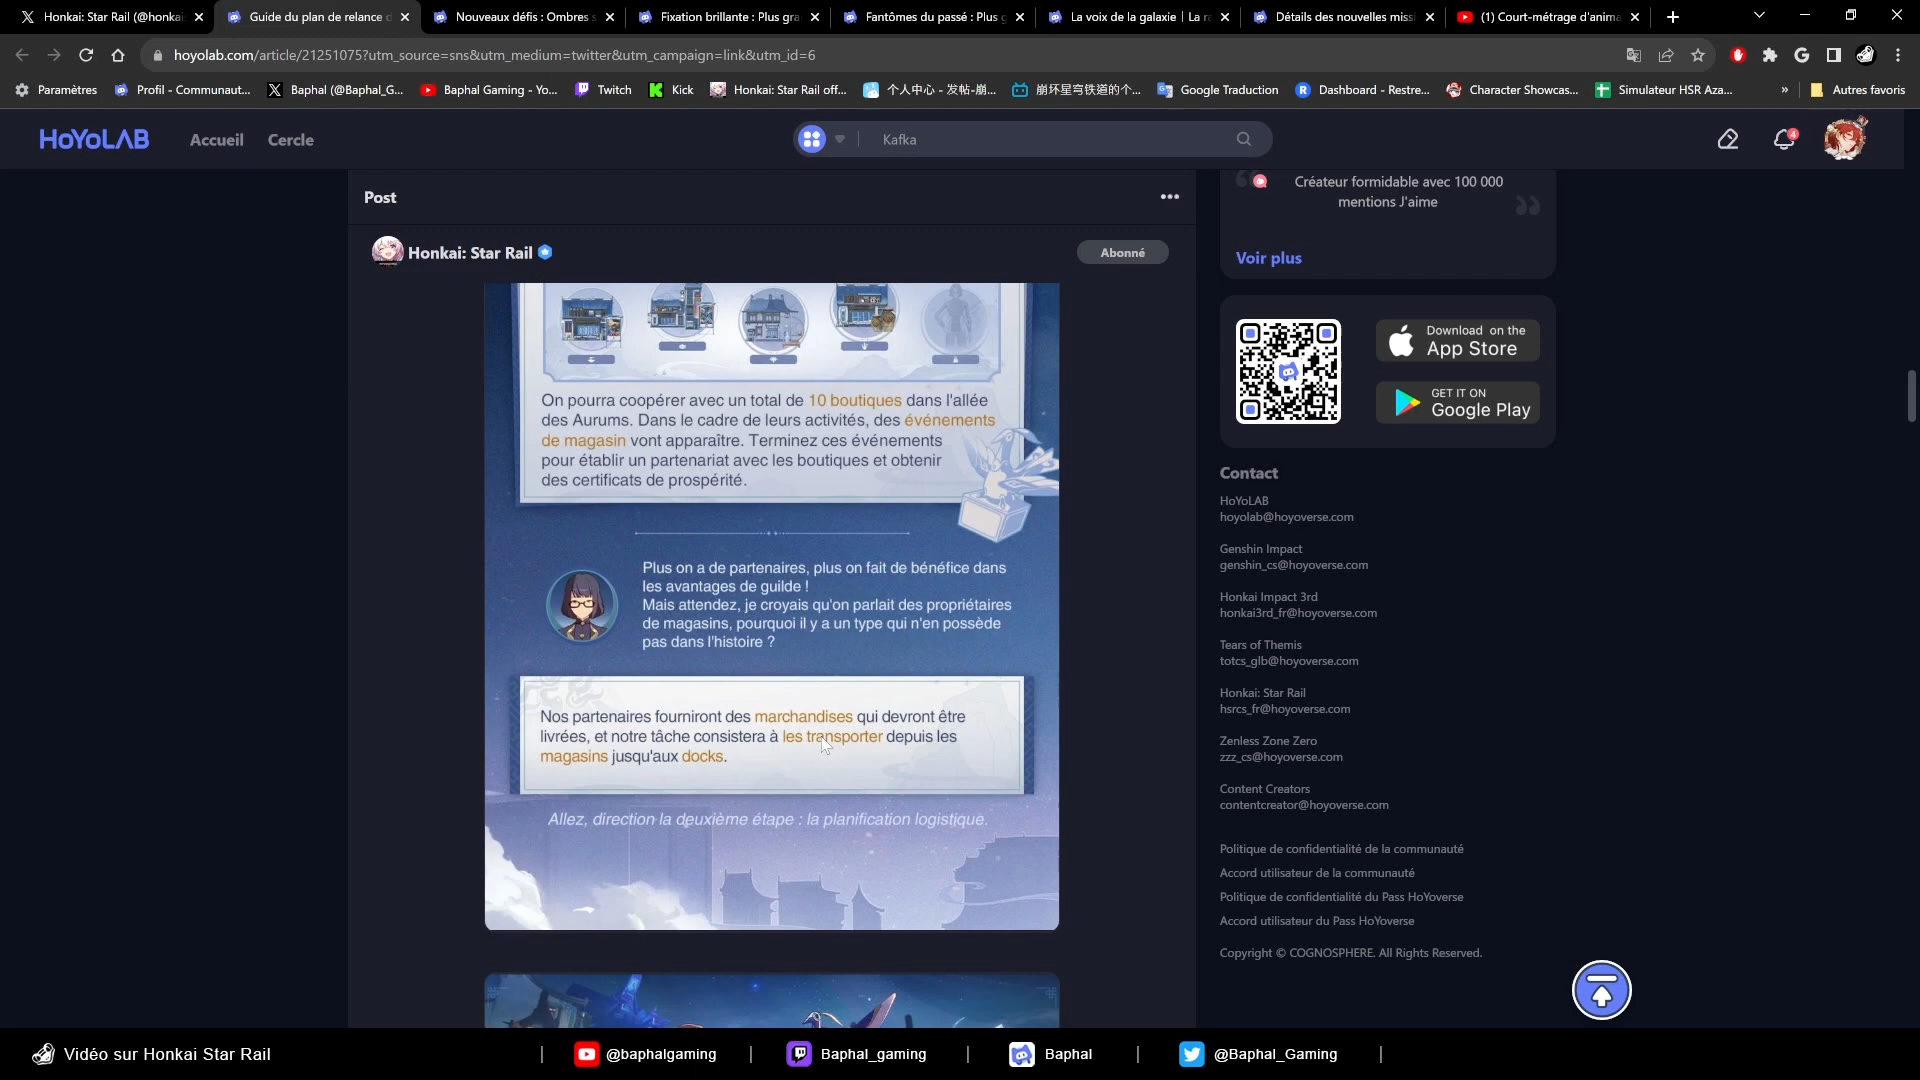 Honkai: Star Rail (@honkai
Guide du plan de relance d
Nouveaux défis : Ombres s
Fixation brillante : Plus gra
Fantômes du passé : Plus g
La voix de la galaxie | La ra
Détails des nouvelles missi
(1) Court-métrage d'anima
hoyolab.com/article/21251075?utm_source=sns&utm_medium=twitter&utm_campaign=link&utm_id=6
Paramètres
Profil - Communaut...
Baphal (@Baphal_G...
Baphal Gaming - Yo...
Twitch
Kick
Honkai: Star Rail off...
个人中心 - 发帖-崩...
崩坏星穹铁道的个...
Google Traduction
Dashboard - Restre...
Character Showcas...
Simulateur HSR Aza...
»
Autres favoris
HoYoLAB
Accueil
Cercle
Kafka
4
Post
Honkai: Star Rail
Abonné
On pourra coopérer avec un total de 10 boutiques dans l'allée
des Aurums. Dans le cadre de leurs activités, des événements
de magasin vont apparaître. Terminez ces événements
pour établir un partenariat avec les boutiques et obtenir
des certificats de prospérité.
Plus on a de partenaires, plus on fait de bénéfice dans
les avantages de guilde !
Mais attendez, je croyais qu'on parlait des propriétaires
de magasins, pourquoi il y a un type qui n'en possède
pas dans l'histoire ?
Nos partenaires fourniront des marchandises qui devront être
livrées, et notre tâche consistera à les transporter depuis les
magasins jusqu'aux docks.
Allez, direction la deuxième étape : la planification logistique.
Créateur formidable avec 100 000
mentions J'aime
Voir plus
Download on the
App Store
GET IT ON
Google Play
Contact
HoYoLAB
hoyolab@hoyoverse.com
Genshin Impact
genshin_cs@hoyoverse.com
Honkai Impact 3rd
honkai3rd_fr@hoyoverse.com
Tears of Themis
totcs_glb@hoyoverse.com
Honkai: Star Rail
hsrcs_fr@hoyoverse.com
Zenless Zone Zero
zzz_cs@hoyoverse.com
Content Creators
contentcreator@hoyoverse.com
Politique de confidentialité de la communauté
Accord utilisateur de la communauté
Politique de confidentialité du Pass HoYoverse
Accord utilisateur du Pass HoYoverse
Copyright © COGNOSPHERE. All Rights Reserved.
Vidéo sur Honkai Star Rail
@baphalgaming
Baphal_gaming
Baphal
@Baphal_Gaming